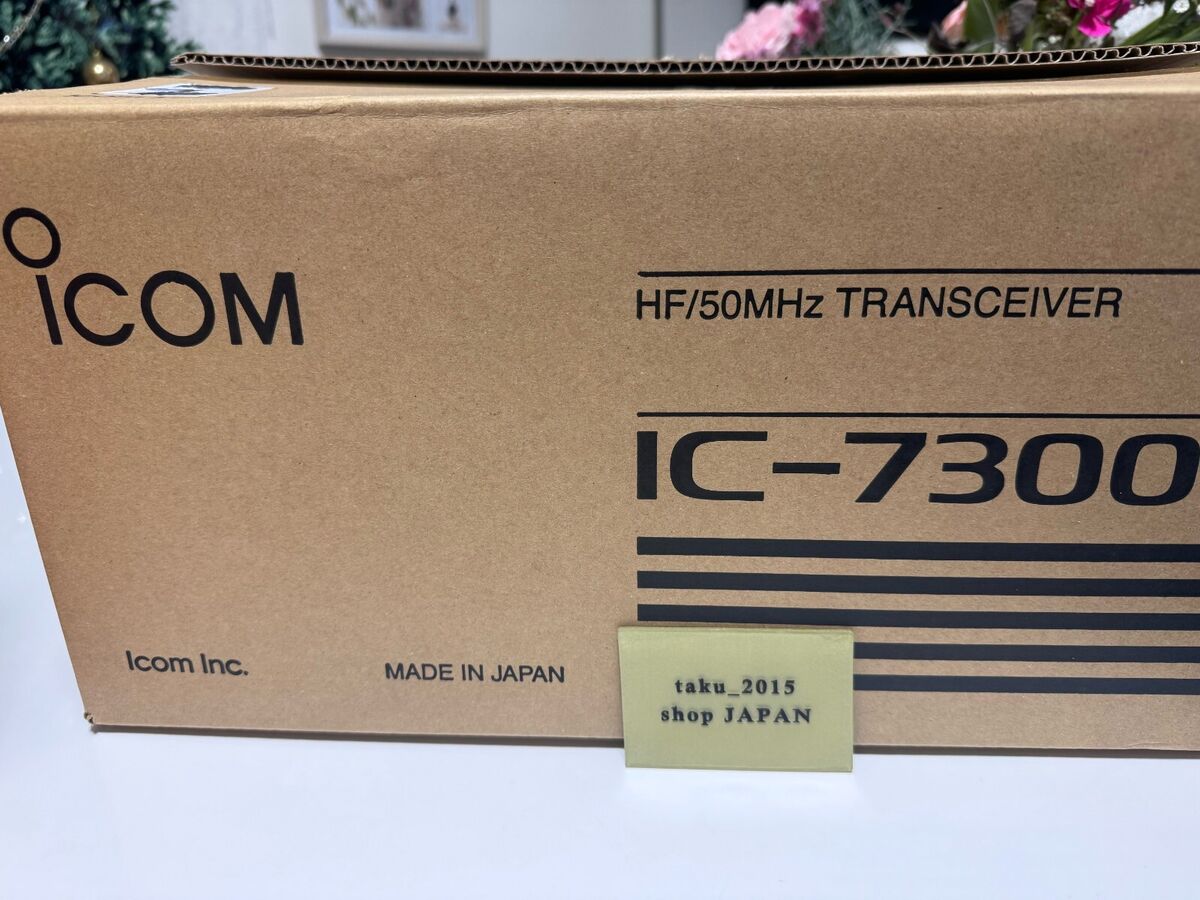 ICOM
HF/50MHz TRANSCEIVER
IC-7300
Icom Inc.
MADE IN JAPAN
taku_2015
shop JAPAN